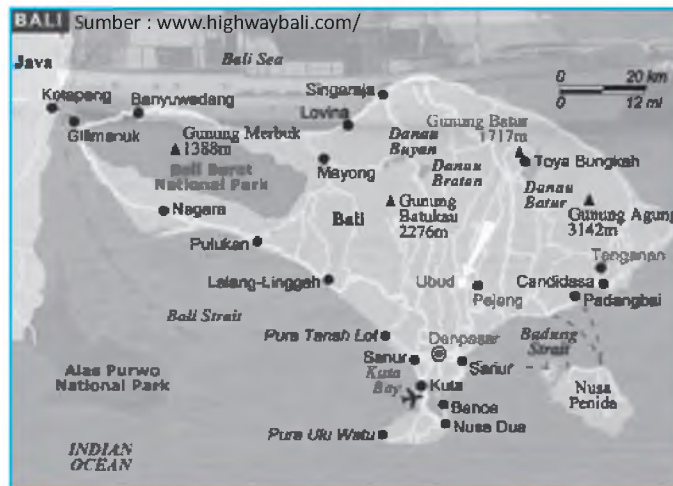 BALI Sumber : www.highwaybali.com/
Java
Bali Sea
Ketapang
Gilimanuk
Banyuwedang
Singaraja
Lovina
0 20 km
0 12 mi
Gunung Merbuk
1388m
Bali Barat
National Park
Mayong
Danau
Buyan
Danau
Bratan
Gunung Batur
1717m
Toya Bungkah
Danau
Batur
Nagara
Bali
Gunung
Batukau
2276m
Gunung Agung
3142m
Pulukan
Lalang-Linggah
Ubud
Pejeng
Tenganan
Candidasa
Padangbai
Bali Strait
Pura Tanah Lot
Denpasar
Badung
Strait
Sanur
Sanur
Kuta
Bay
Alas Purwo
National Park
Kuta
Benoa
Nusa Dua
Nusa
Penida
Pura Ulu Watu
INDIAN
OCEAN